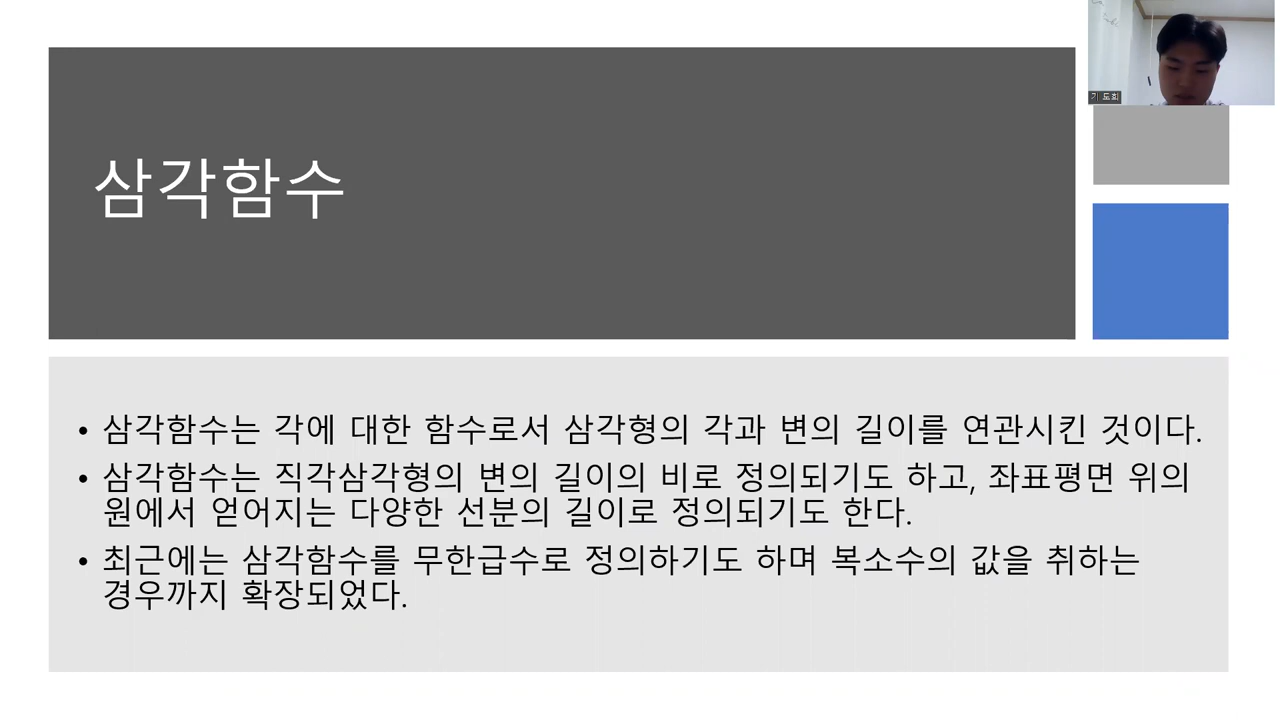 삼각함수
• 삼각함수는 각에 대한 함수로서 삼각형의 각과 변의 길이를 연관시킨 것이다.
• 삼각함수는 직각삼각형의 변의 길이의 비로 정의되기도 하고, 좌표평면 위의
원에서 얻어지는 다양한 선분의 길이로 정의되기도 한다.
• 최근에는 삼각함수를 무한급수로 정의하기도 하며 복소수의 값을 취하는
경우까지 확장되었다.